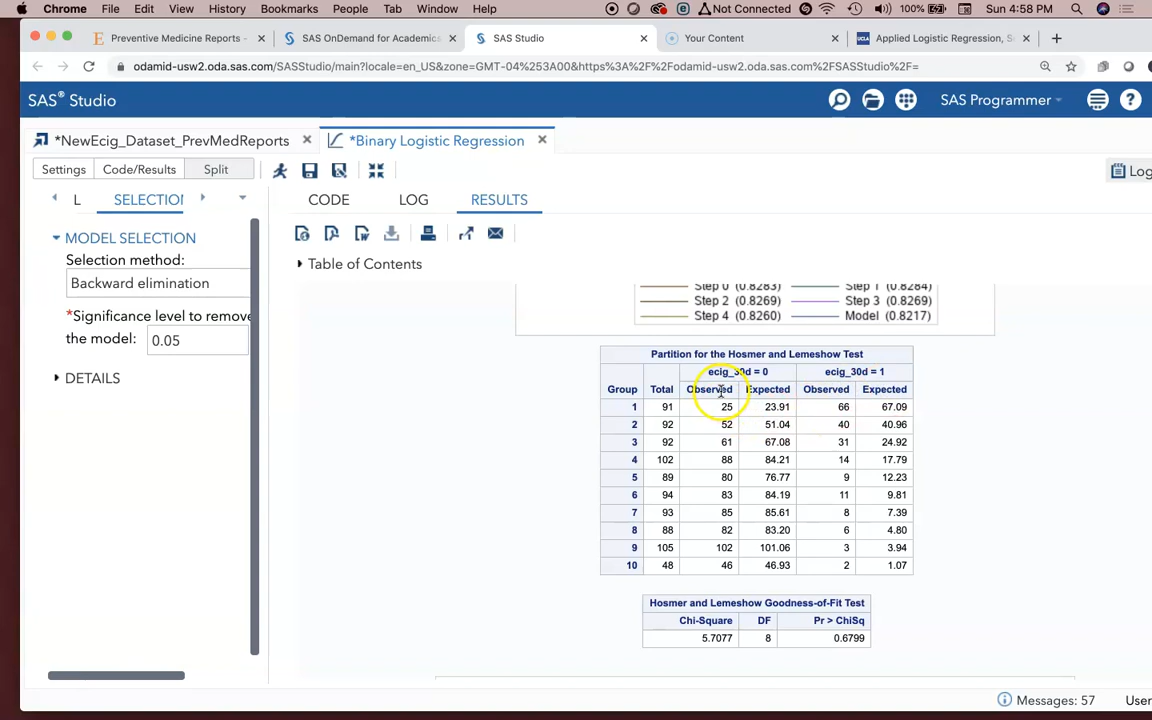 Chrome File Edit View History Bookmarks People Tab Window Help Not Connected 100% Sun 4:58 PM
Preventive Medicine Reports - × SAS OnDemand for Academics × SAS Studio × Your Content × Applied Logistic Regression, S × +
odamid-usw2.oda.sas.com/SASStudio/main?locale=en_US&zone=GMT-04%253A00&https%3A%2F%2Fodamid-usw2.oda.sas.com%2FSASStudio%2F=
SAS® Studio SAS Programmer ?
*NewEcig_Dataset_PrevMedReports × *Binary Logistic Regression ×
Settings Code/Results Split Log
L SELECTION CODE LOG RESULTS
MODEL SELECTION
Selection method:
Backward elimination
*Significance level to remove
the model: 0.05
DETAILS
Table of Contents
Step 0 (0.8283) Step 1 (0.8284)
Step 2 (0.8269) Step 3 (0.8269)
Step 4 (0.8260) Model (0.8217)
Partition for the Hosmer and Lemeshow Test
ecig_30d = 0 ecig_30d = 1
Group Total Observed Expected Observed Expected
1 91 25 23.91 66 67.09
2 92 52 51.04 40 40.96
3 92 61 67.08 31 24.92
4 102 88 84.21 14 17.79
5 89 80 76.77 9 12.23
6 94 83 84.19 11 9.81
7 93 85 85.61 8 7.39
8 88 82 83.20 6 4.80
9 105 102 101.06 3 3.94
10 48 46 46.93 2 1.07
Hosmer and Lemeshow Goodness-of-Fit Test
Chi-Square DF Pr > ChiSq
5.7077 8 0.6799
Messages: 57 User